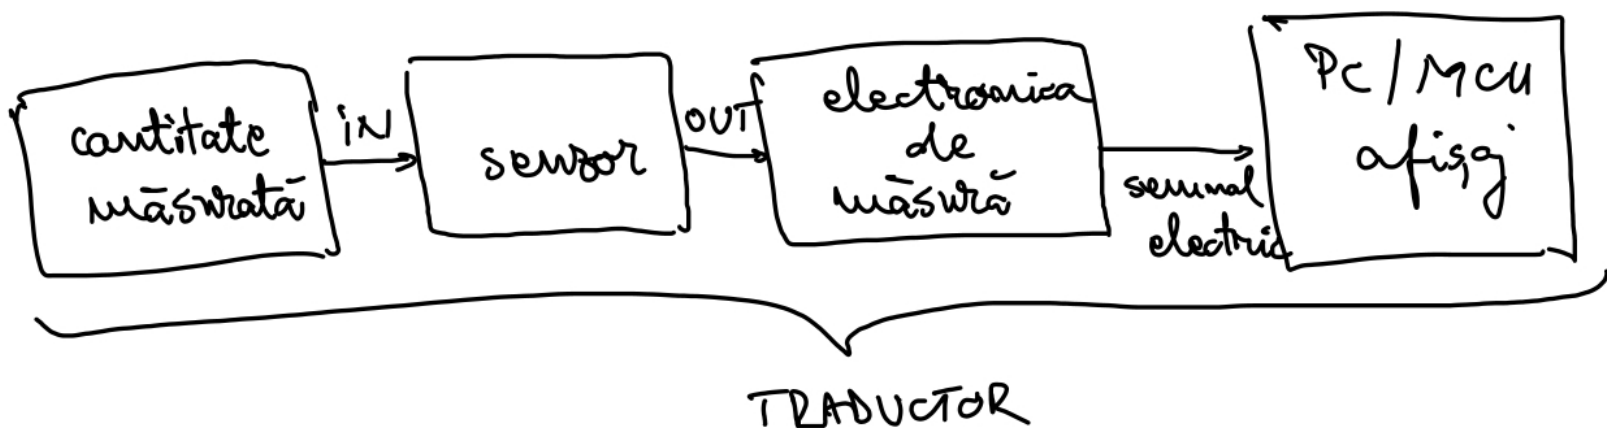 cantitate
măsurată
iN
senzor
OUT
electronica
de
măsură
semnal
electric
PC/MCU
afișaj
TRADUCTOR